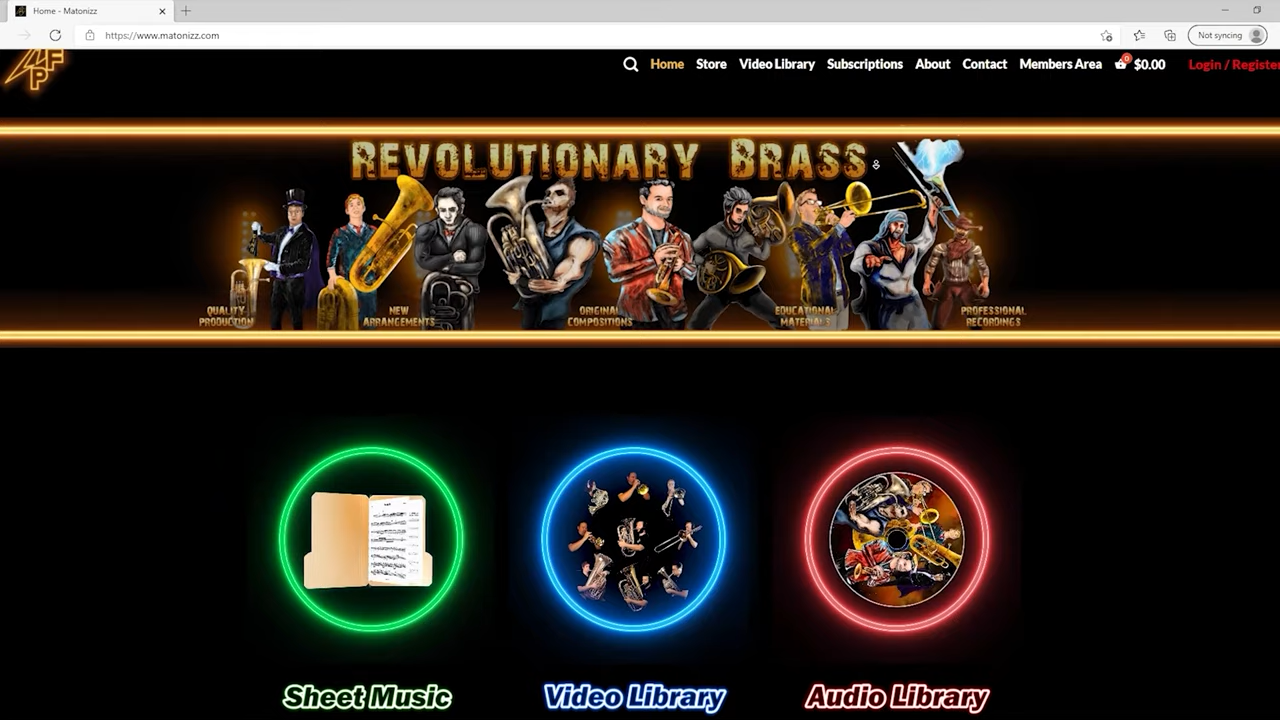 Home - Matonizz
https://www.matonizz.com
Not syncing
AFP
Home Store Video Library Subscriptions About Contact Members Area 0 $0.00 Login / Register
REVOLUTIONARY BRASS
QUALITY
PRODUCTION
NEW
ARRANGEMENTS
ORIGINAL
COMPOSITIONS
EDUCATIONAL
MATERIALS
PROFESSIONAL
RECORDINGS
Sheet Music Video Library Audio Library